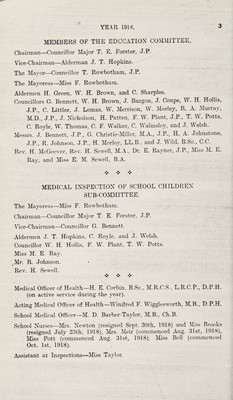 YEAR 1918. 3
MEMBERS OF THE EDUCATION COMMITTEE.
Chairman—Councillor Major T. E. Forster, J.P.
Vice-Chairman—Alderman J. T. Hopkins.
The Mayor—Councillor T. Rowbotham, J.P.
The Mayoress—Miss F. Rowbotham.
Aldermen H. Green, W. H. Brown, and C. Sharples.
Councillors G. Bennett, W. H. Brown, J. Burgon, J. Coupe, W. H. Hollis,
J.P., C. Littler, J. Lomas, W. Merrison, W. Morley, R. A. Murray,
M.D., J.P., J. Nicholson, H. Patten, F. W. Plant, J.P., T. W. Potts,
C. Royle, W. Thomas, C. F. Walker, C. Walmsley, and J. Welsh.
Messrs. J. Bennett, J.P., G. Christie-Miller, M.A., J.P., H. A. Johnstone,
J.P., R. Johnson, J.P., H. Morley, LL.B., and J. Wild, B.Sc., C.C.
Rev. H. McGeever, Rev. H. Sewell, M.A., Dr. E. Rayner, J.P., Miss M. E.
Ray, and Miss E. M. Sewell, B.A.
MEDICAL INSPECTION OF SCHOOL CHILDREN
SUB-COMMITTEE.
The Mayoress—Miss F. Rowbotham.
Chairman—Councillor Major T. E. Forster, J.P.
Vice-Chairman—Councillor G. Bennett.
Aldermen J. T. Hopkins, C. Royle, and J. Welsh.
Councillor W. H. Hollis, F. W. Plant, T. W. Potts.
Miss M. E. Ray.
Mr. R. Johnson.
Rev. H. Sewell.
Medical Officer of Health—H. E. Corbin, B.Sc., M.R.C.S., L.R.C.P., D.P.H.
(on active service during the year).
Acting Medical Officer of Health—Winifred F. Wigglesworth, M.B., D.P.H.
School Medical Officer—M. D. Barber-Taylor, M.B., Ch.B.
School Nurses—Mrs. Newton (resigned Sept. 30th, 1918) and Miss Brooks
(resigned July 25th, 1918), Mrs. Meir (commenced Aug. 31st, 1918),
Miss Pott (commenced Aug. 31st, 1918), Miss Bell (commenced
Oct. 1st, 1918).
Assistant at Inspections—Miss Taylor.